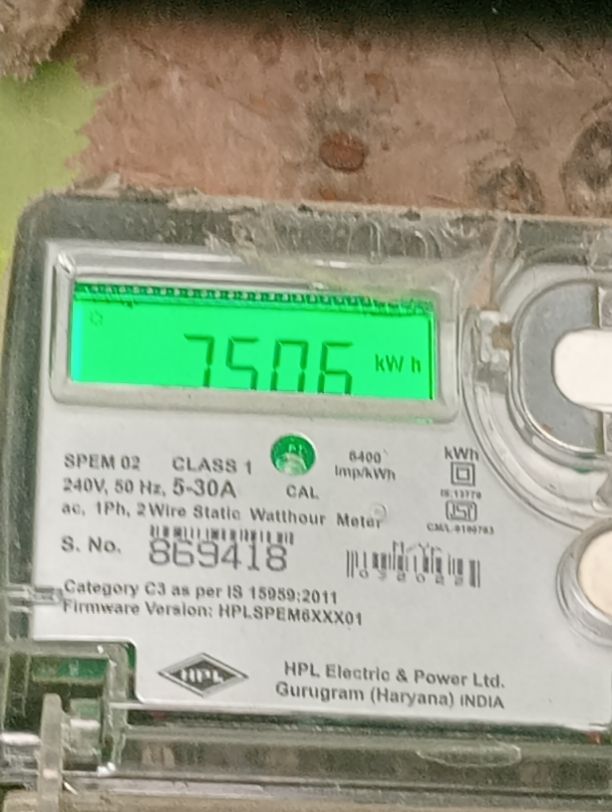 7506 kWh
SPEM 02 CLASS 1 6400 kWh
Imp/kWh
240V, 50 Hz, 5-30A CAL IS:13779
ac, 1Ph, 2Wire Static Watthour Meter
S. No. 869418
Category C3 as per IS 15959:2011
Firmware Version: HPLSPEM6XXX01
HPL HPL Electric & Power Ltd.
Gurugram (Haryana) INDIA